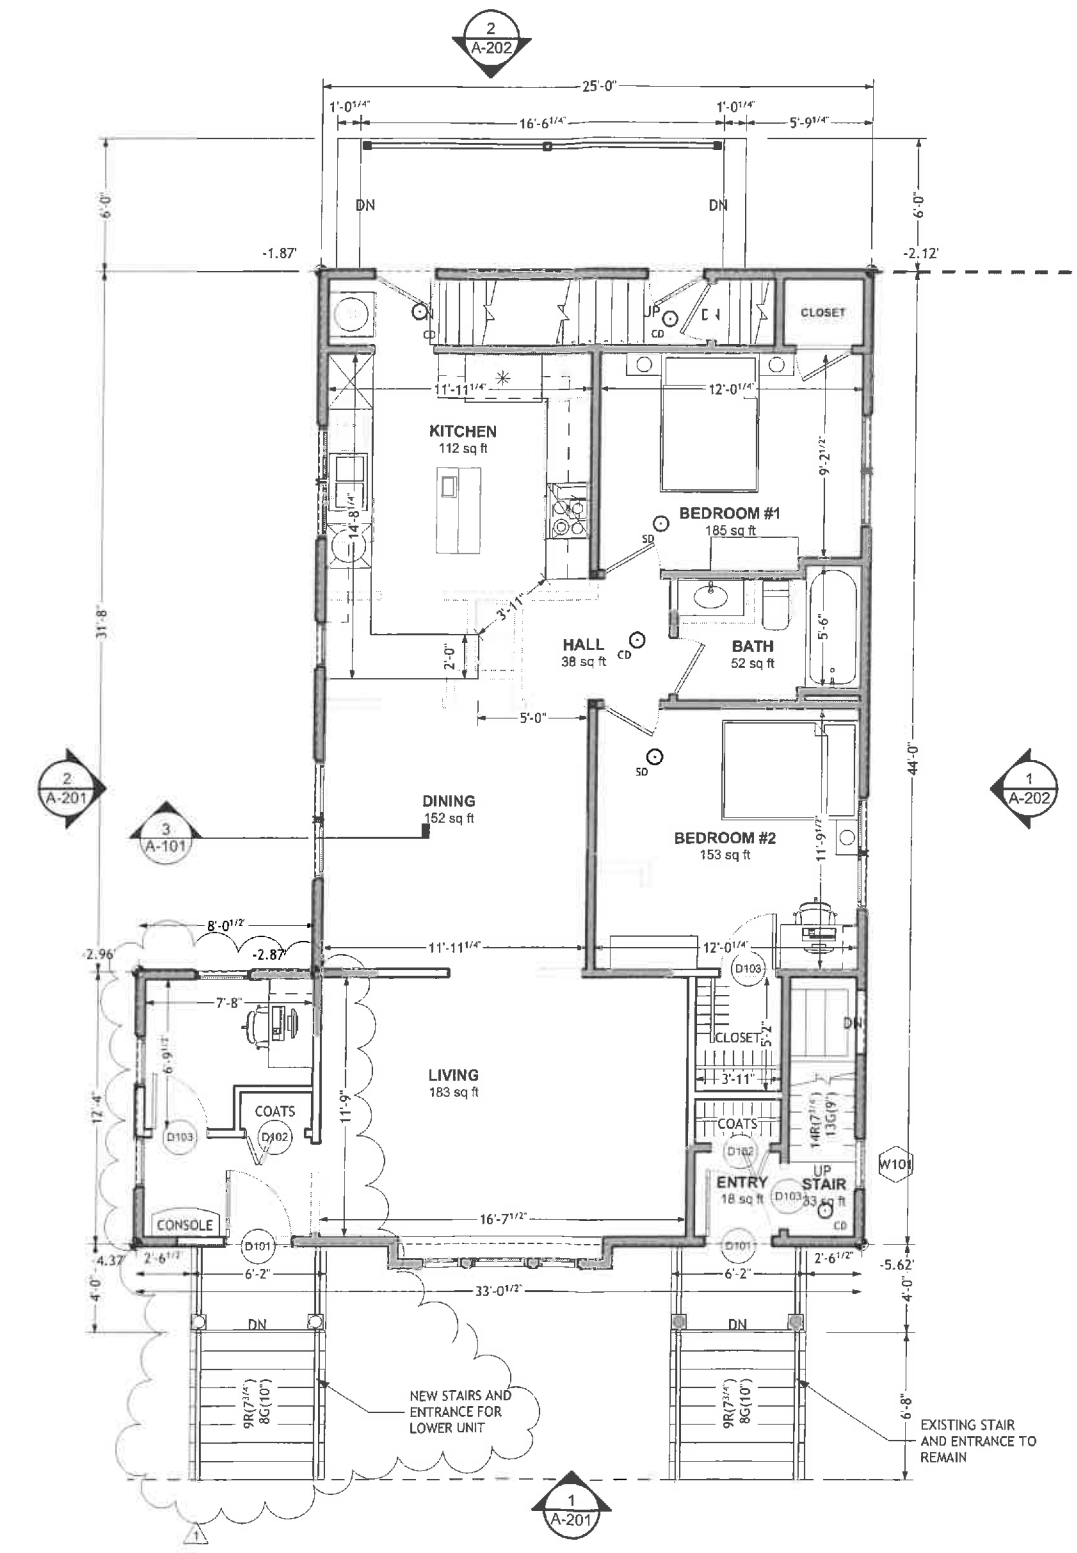 2
A-202
25'-0"
1'-0 1/4"
16'-6 1/4"
1'-0 1/4"
5'-9 1/4"
6'-0"
DN
DN
6'-0"
-1.87'
-2.12'
UP
CD
CD
CLOSET
11'-11 1/4"
12'-0 1/4"
KITCHEN
112 sq ft
9'-2 1/2"
14'-8 1/4"
BEDROOM #1
185 sq ft
SD
3'-11"
31'-8"
2'-0"
HALL
38 sq ft
CD
BATH
52 sq ft
5'-6"
5'-0"
SD
44'-0"
2
A-201
1
A-202
DINING
152 sq ft
3
A-101
BEDROOM #2
153 sq ft
11'-9 1/2"
8'-0 1/2"
-2.96'
-2.87'
11'-11 1/4"
12'-0 1/4"
D103
7'-8"
6'-9 1/2"
DN
CLOSET
5'-2"
LIVING
183 sq ft
3'-11"
12'-4"
11'-9"
COATS
D103
D102
COATS
D102
14R(7 3/4")
13G(9")
W101
UP
ENTRY
18 sq ft
STAIR
33 sq ft
D103
CD
CONSOLE
16'-7 1/2"
D101
D101
-4.37'
2'-6 1/2"
6'-2"
6'-2"
2'-6 1/2"
-5.62'
33'-0 1/2"
4'-0"
4'-0"
DN
DN
9R(7 3/4")
8G(10")
NEW STAIRS AND
ENTRANCE FOR
LOWER UNIT
9R(7 3/4")
8G(10")
6'-8"
EXISTING STAIR
AND ENTRANCE TO
REMAIN
1
A-201
1